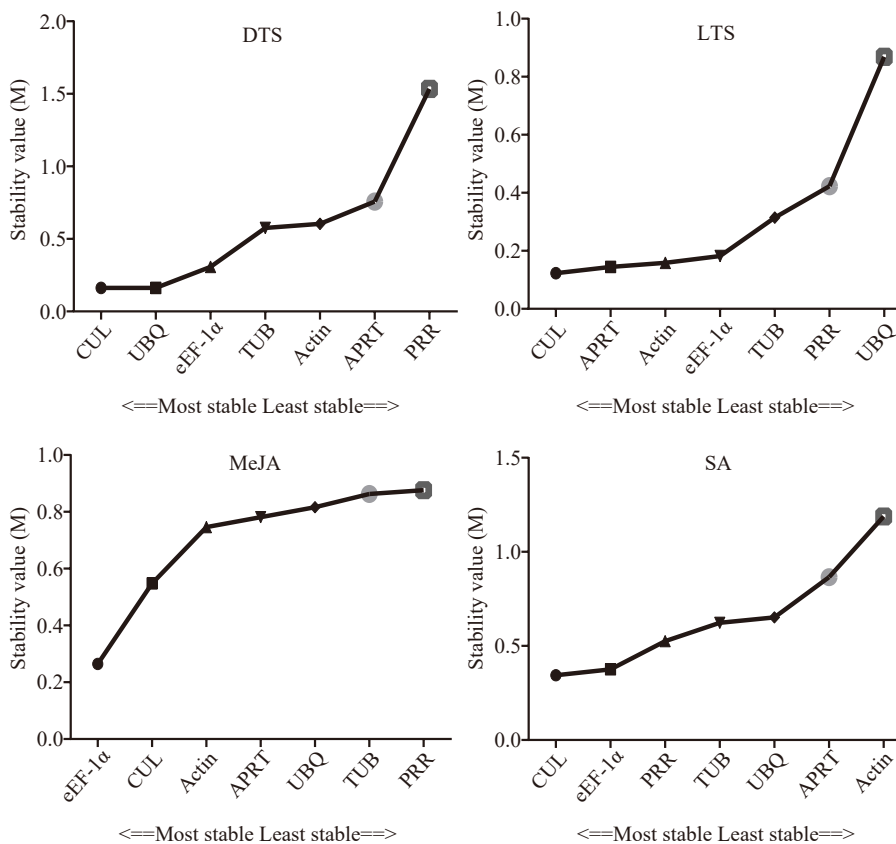 DTS
Stability value (M)
2.0
1.5
1.0
0.5
0.0
CUL
UBQ
eEF-1α
TUB
Actin
APRT
PRR
<==Most stable Least stable==>
LTS
Stability value (M)
1.0
0.8
0.6
0.4
0.2
0.0
CUL
APRT
Actin
eEF-1α
TUB
PRR
UBQ
<==Most stable Least stable==>
MeJA
Stability value (M)
1.0
0.8
0.6
0.4
0.2
0.0
eEF-1α
CUL
Actin
APRT
UBQ
TUB
PRR
<==Most stable Least stable==>
SA
Stability value (M)
1.5
1.0
0.5
0.0
CUL
eEF-1α
PRR
TUB
UBQ
APRT
Actin
<==Most stable Least stable==>